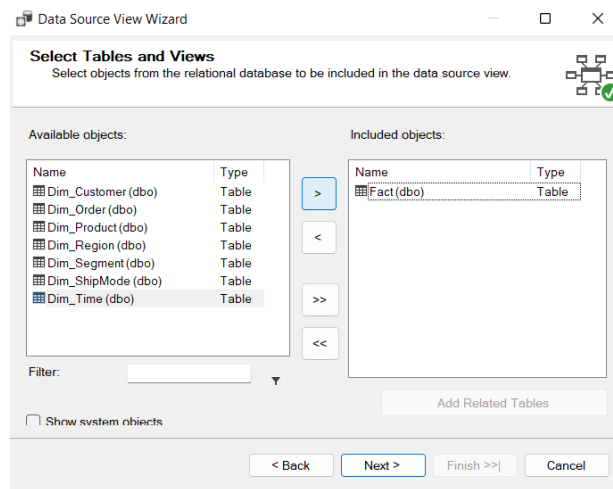 Data Source View Wizard
Select Tables and Views
Select objects from the relational database to be included in the data source view.
Available objects:
Name Type
Dim_Customer (dbo) Table
Dim_Order (dbo) Table
Dim_Product (dbo) Table
Dim_Region (dbo) Table
Dim_Segment (dbo) Table
Dim_ShipMode (dbo) Table
Dim_Time (dbo) Table
>
<
>>
<<
Included objects:
Name Type
Fact (dbo) Table
Filter:
Add Related Tables
Show system objects
< Back Next > Finish >>| Cancel